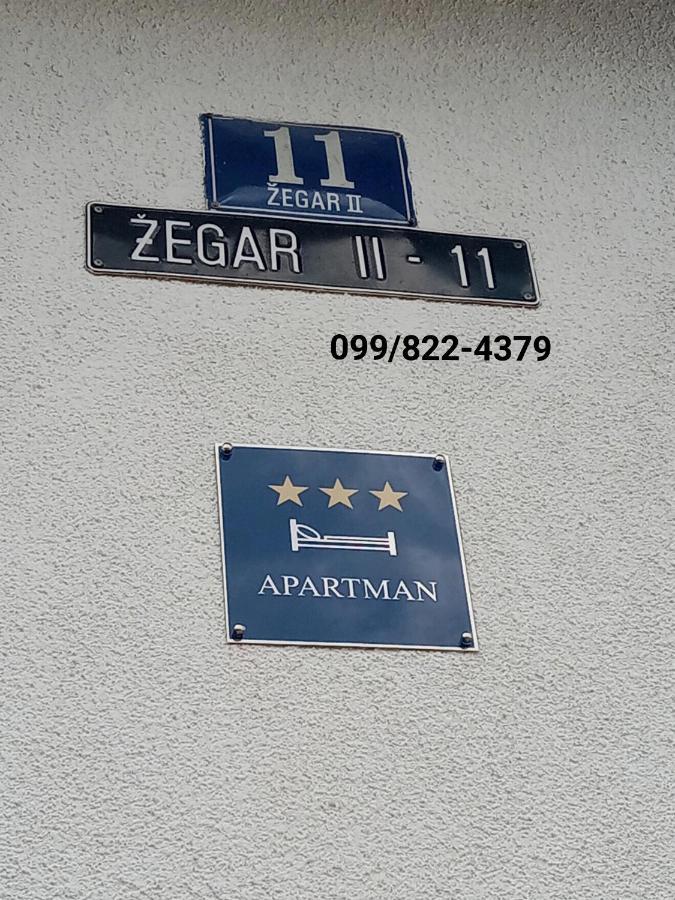 11
ŽEGAR II
ŽEGAR II - 11
099/822-4379
APARTMAN